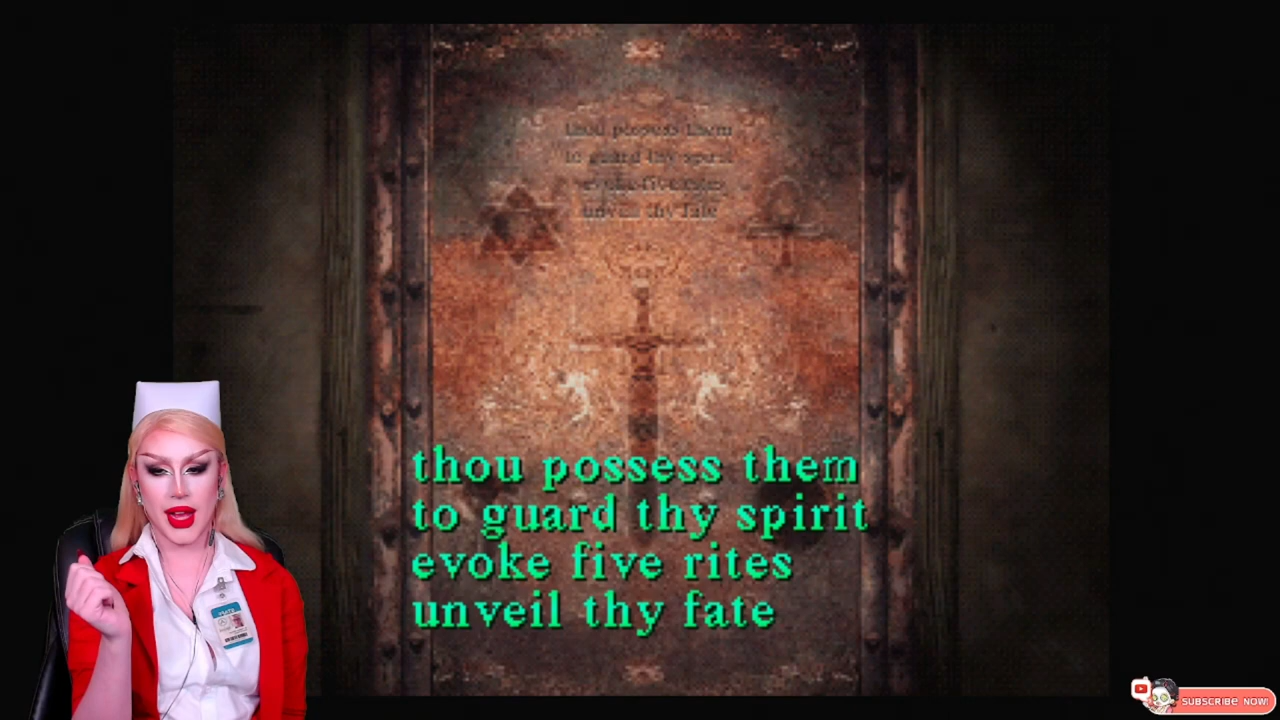 thou possess them
to guard thy spirit
evoke five rites
unveil thy fate
thou possess them
to guard thy spirit
evoke five rites
unveil thy fate
SUBSCRIBE NOW!